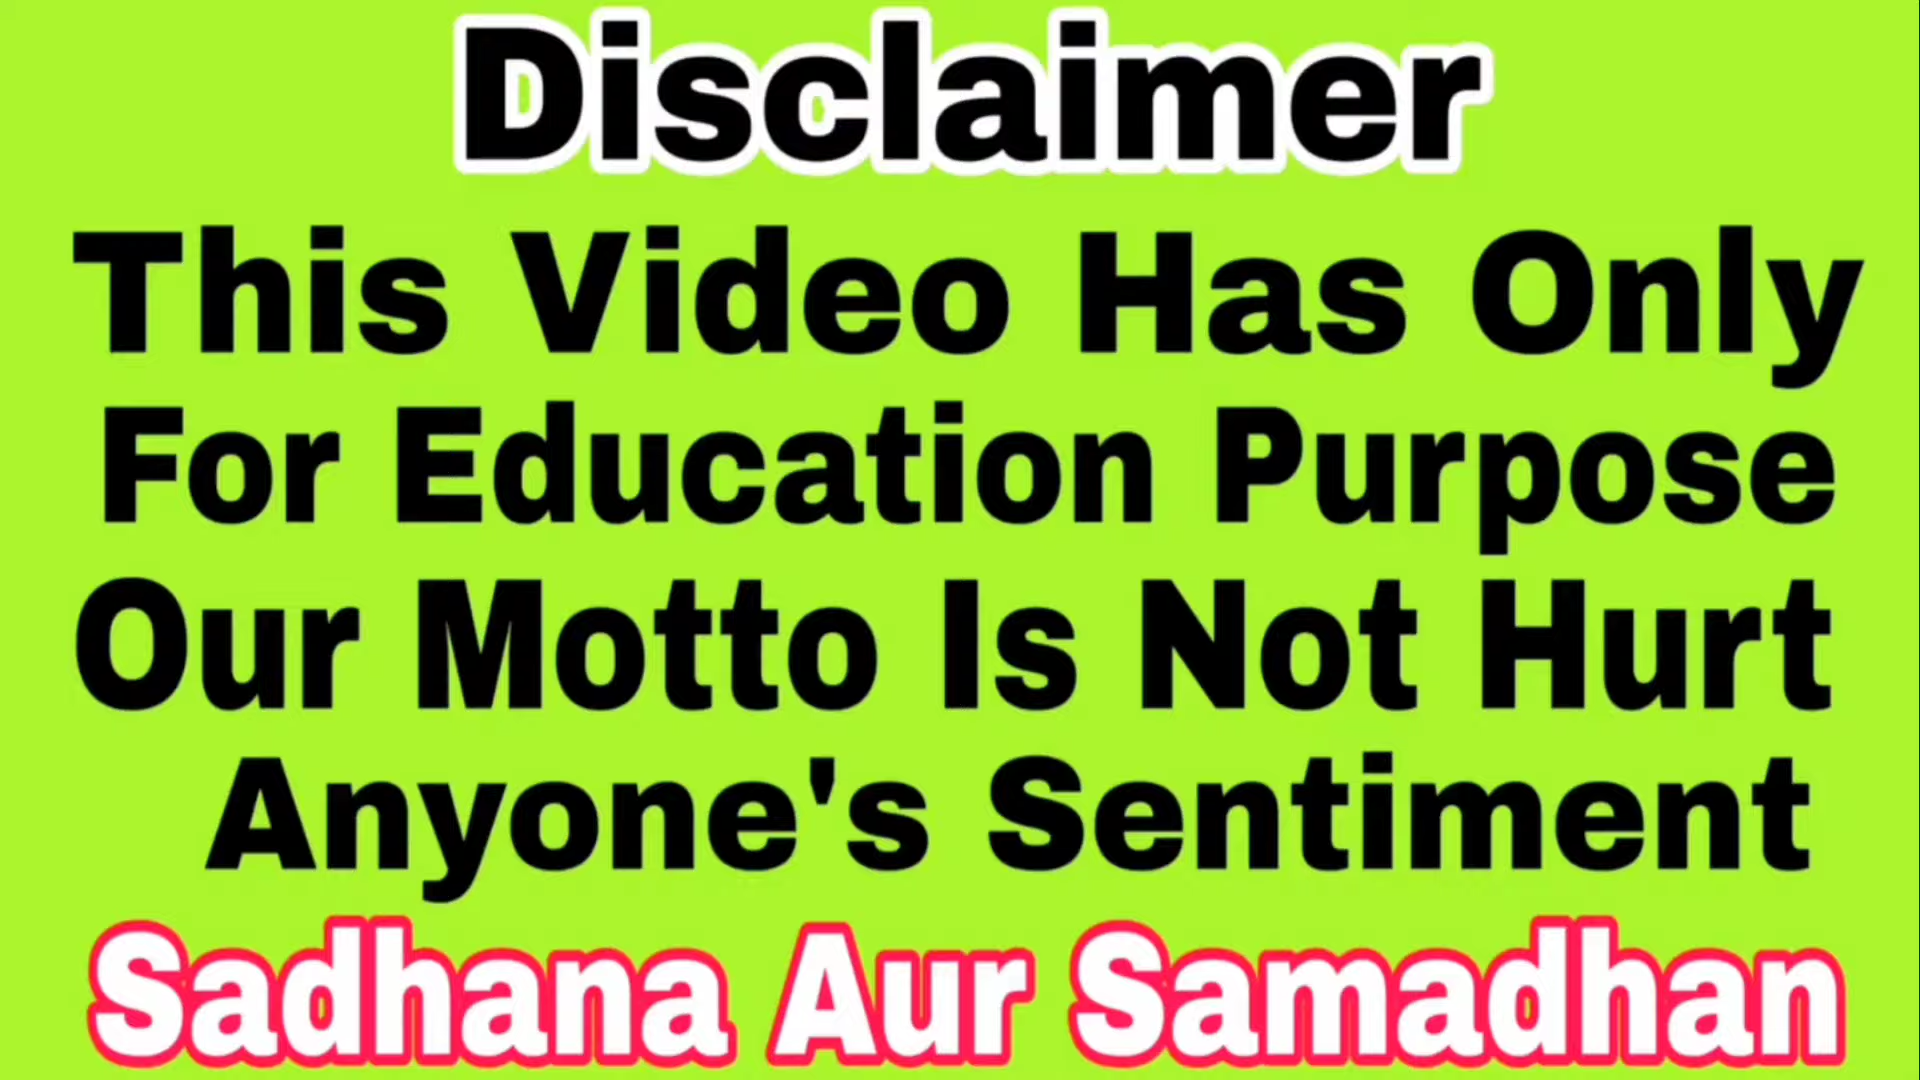 Disclaimer
This Video Has Only
For Education Purpose
Our Motto Is Not Hurt
Anyone's Sentiment
Sadhana Aur Samadhan